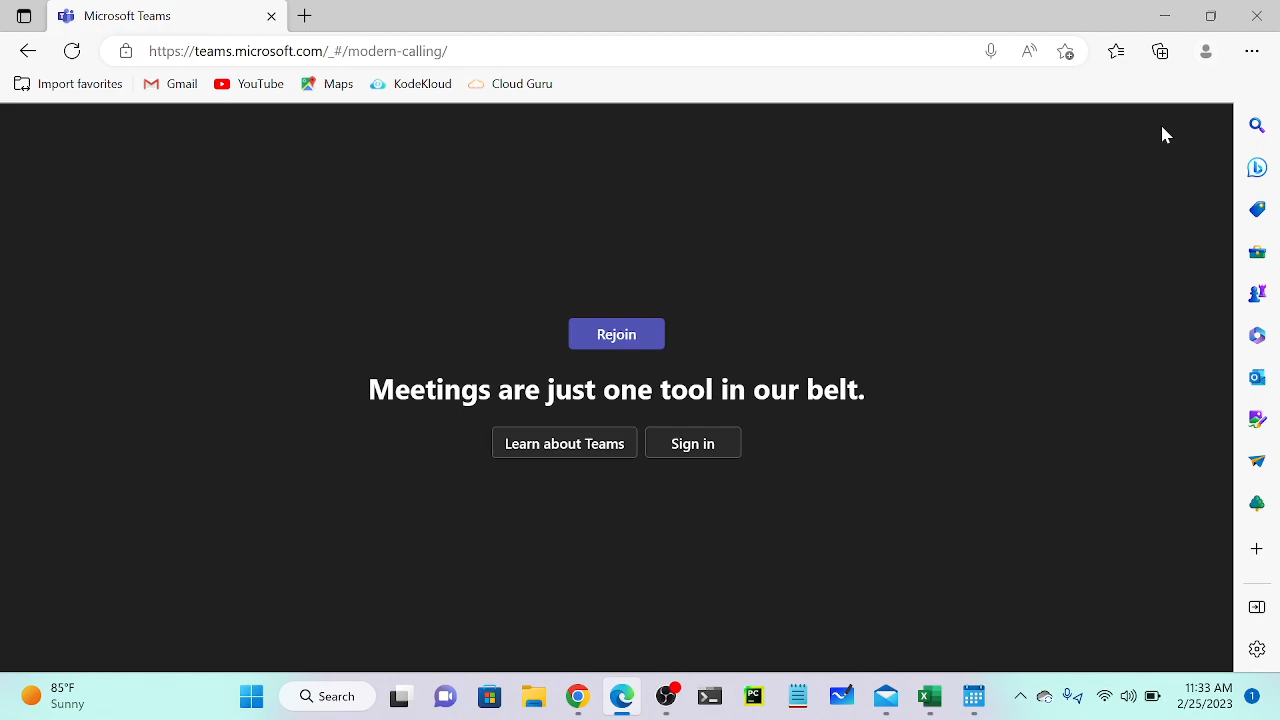 Microsoft Teams
https://teams.microsoft.com/_#/modern-calling/
Import favorites Gmail YouTube Maps KodeKloud Cloud Guru
Rejoin
Meetings are just one tool in our belt.
Learn about Teams Sign in
85°F
Sunny
Search
PC
11:33 AM
2/25/2023
1